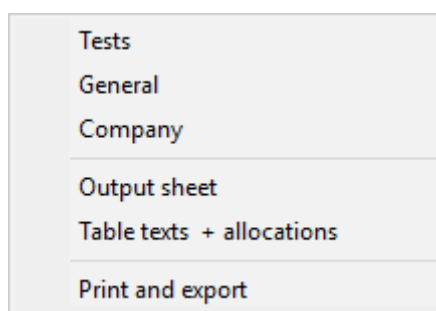 Tests
General
Company
Output sheet
Table texts  + allocations
Print and export